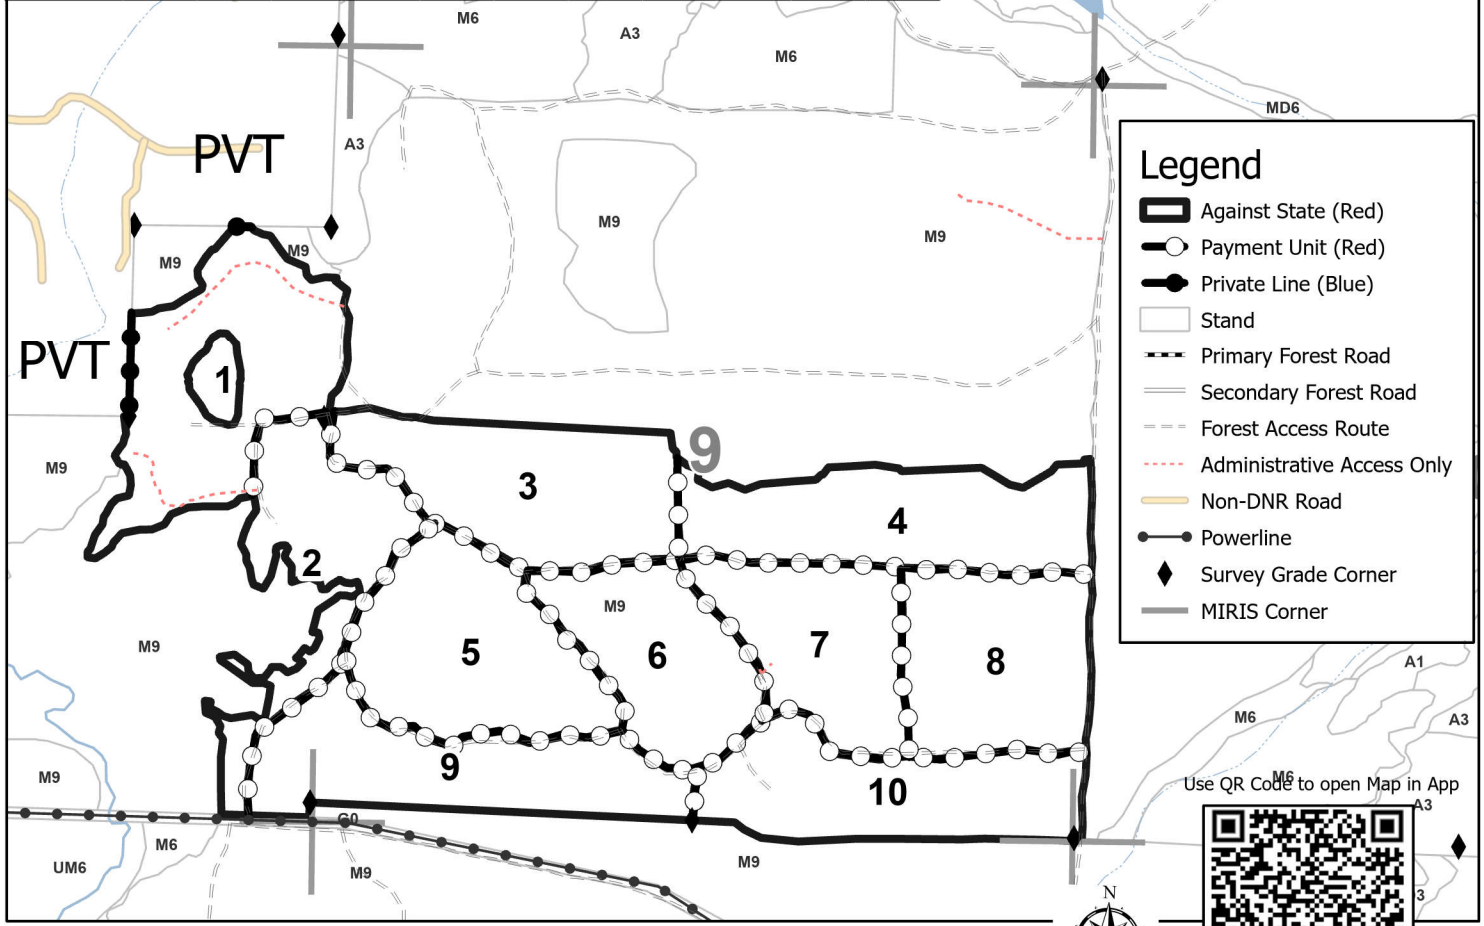 M6
A3
M6
MD6
PVT
A3
M9
M9
M9
M9
PVT
1
M9
9
3
4
2
M9
M9
5
6
7
8
9
10
M9
G0
M6
UM6
M9
M9
Legend
Against State (Red)
Payment Unit (Red)
Private Line (Blue)
Stand
Primary Forest Road
Secondary Forest Road
Forest Access Route
Administrative Access Only
Non-DNR Road
Powerline
Survey Grade Corner
MIRIS Corner
A1
M6
A3
M6
Use QR Code to open Map in App
A3
3
N